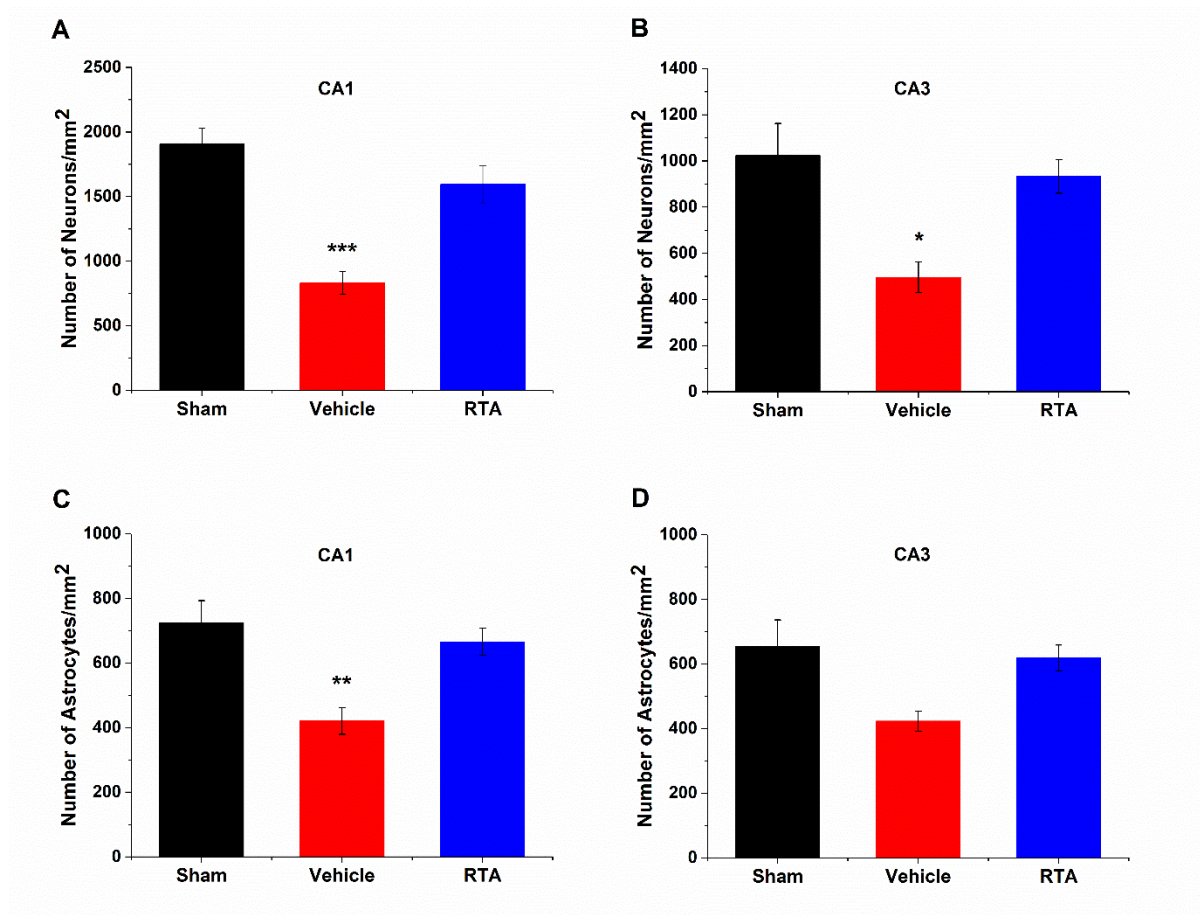 A
CA1
Number of Neurons/mm2
2500
2000
1500
1000
500
0
***
Sham Vehicle RTA
B
CA3
Number of Neurons/mm2
1400
1200
1000
800
600
400
200
0
*
Sham Vehicle RTA
C
CA1
Number of Astrocytes/mm2
1000
800
600
400
200
0
**
Sham Vehicle RTA
D
CA3
Number of Astrocytes/mm2
1000
800
600
400
200
0
Sham Vehicle RTA